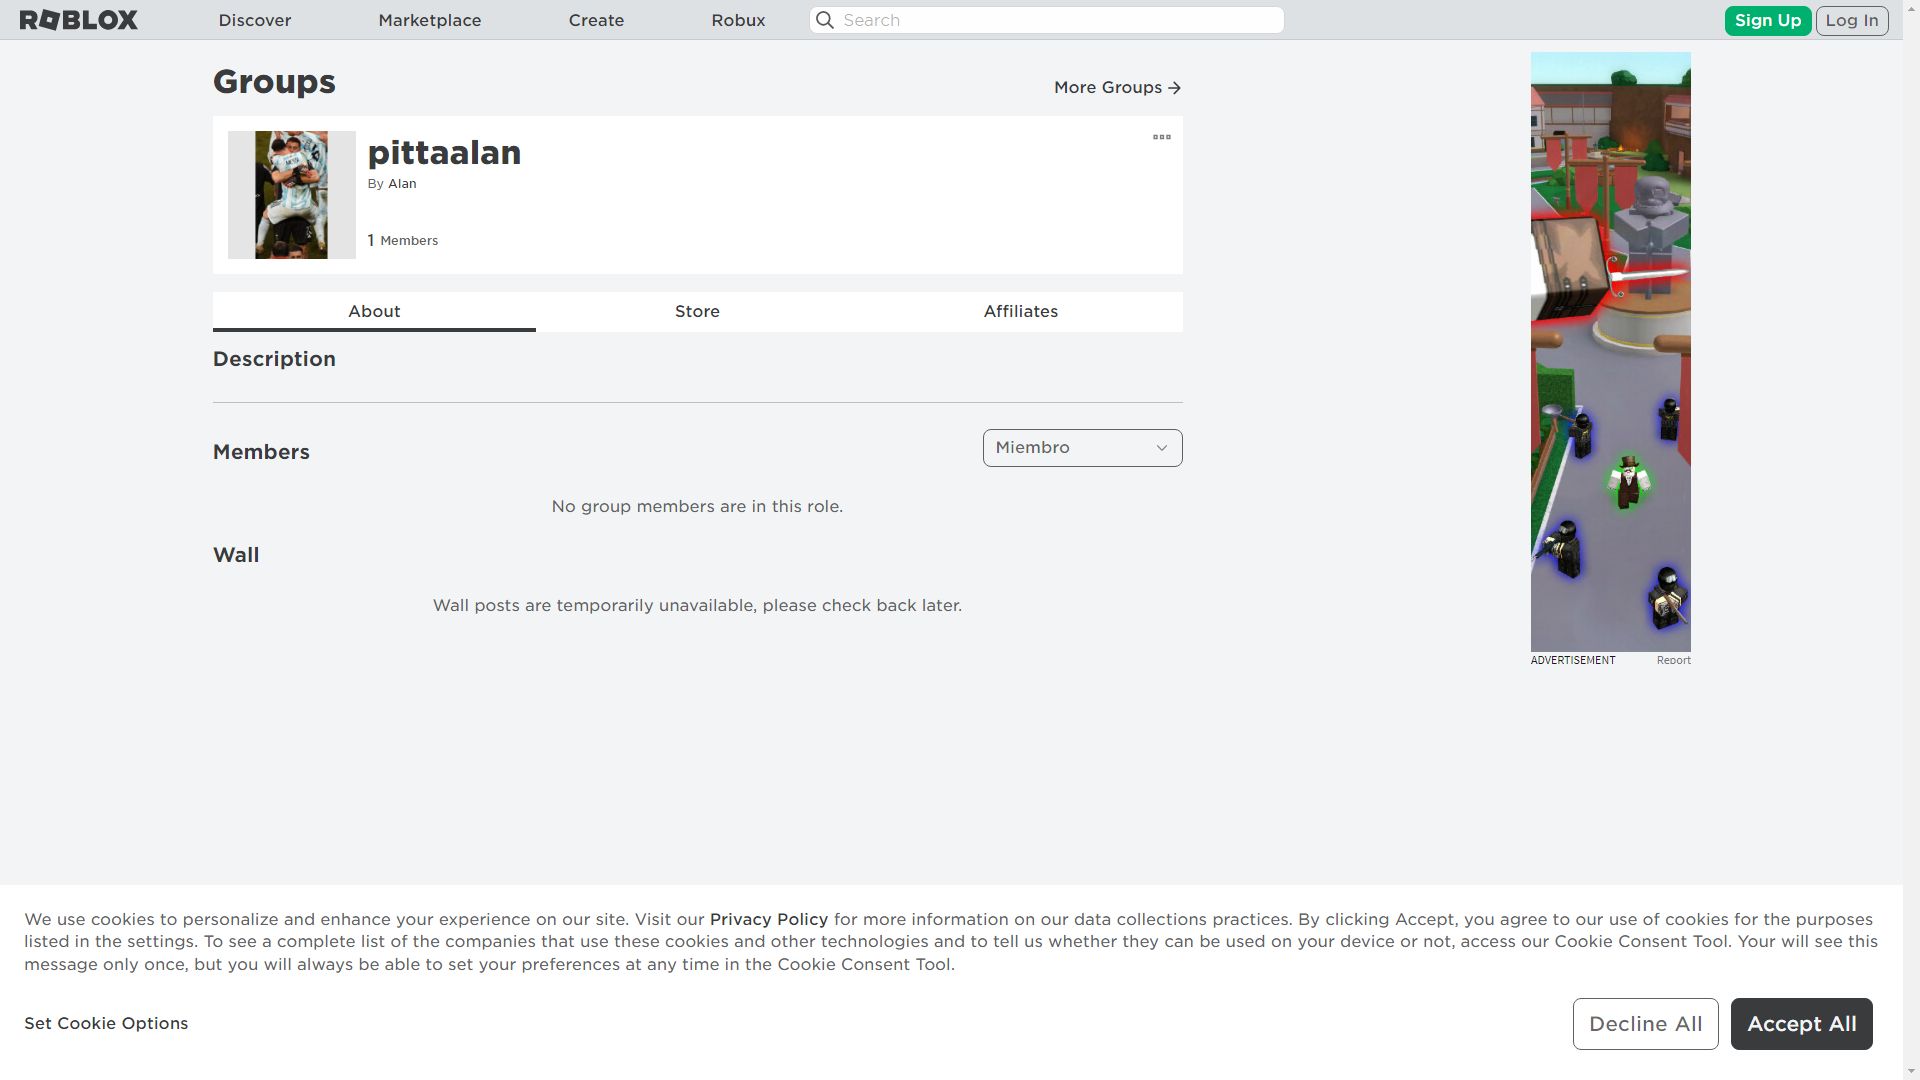 ROBLOX
Discover
Marketplace
Create
Robux
Search
Sign Up
Log In
Groups
More Groups
pittaalan
By Alan
1 Members
About
Store
Affiliates
Description
Members
Miembro
No group members are in this role.
Wall
Wall posts are temporarily unavailable, please check back later.
ADVERTISEMENT
Report
We use cookies to personalize and enhance your experience on our site. Visit our Privacy Policy for more information on our data collections practices. By clicking Accept, you agree to our use of cookies for the purposes
listed in the settings. To see a complete list of the companies that use these cookies and other technologies and to tell us whether they can be used on your device or not, access our Cookie Consent Tool. Your will see this
message only once, but you will always be able to set your preferences at any time in the Cookie Consent Tool.
Set Cookie Options
Decline All
Accept All